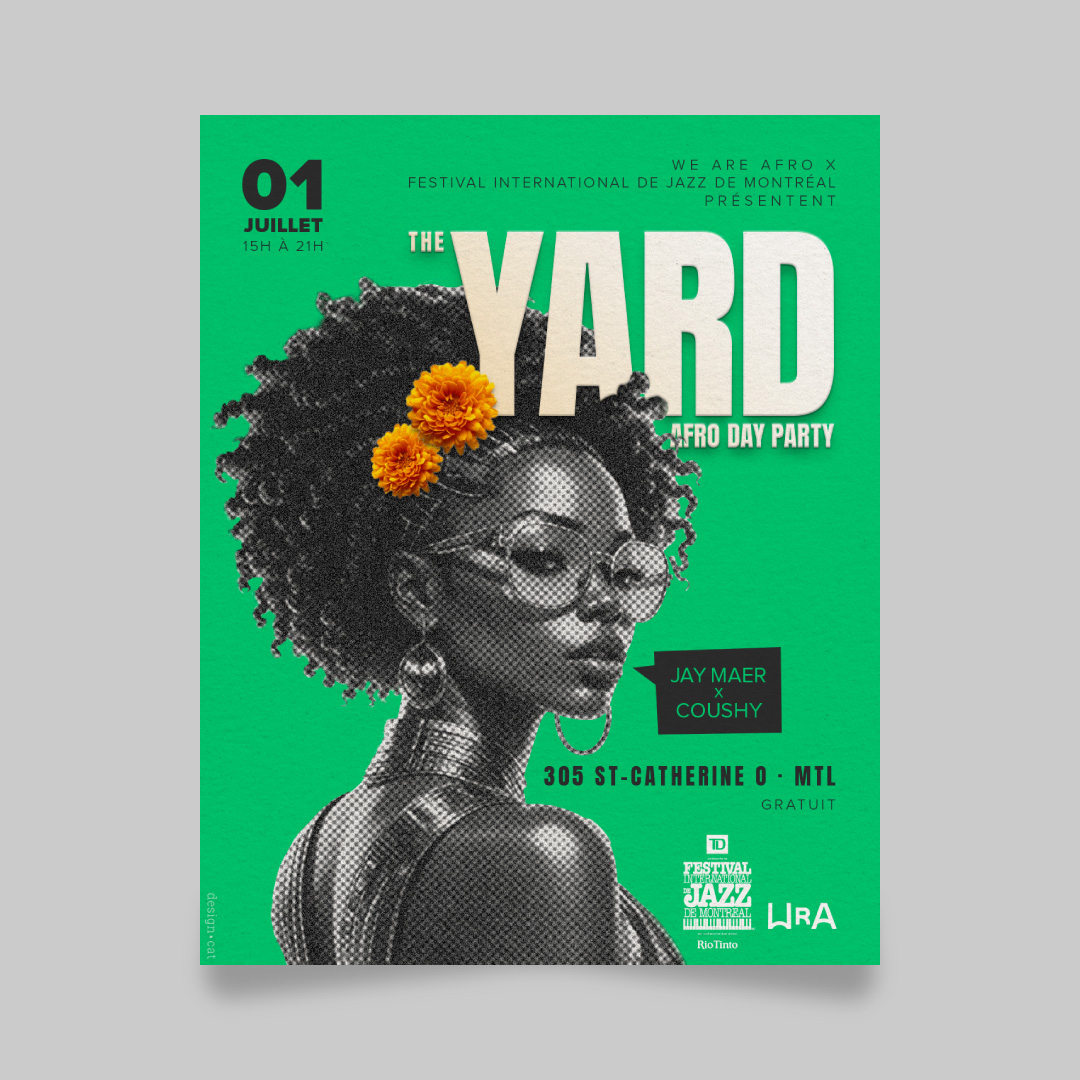 01
JUILLET
15H À 21H
WE ARE AFRO X
FESTIVAL INTERNATIONAL DE JAZZ DE MONTRÉAL
PRÉSENTENT
THE
YARD
AFRO DAY PARTY
JAY MAER
X
COUSHY
305 ST-CATHERINE O · MTL
GRATUIT
TD
FESTIVAL
INTERNATIONAL
DE JAZZ
DE MONTRÉAL
RioTinto
WRA
design•cat